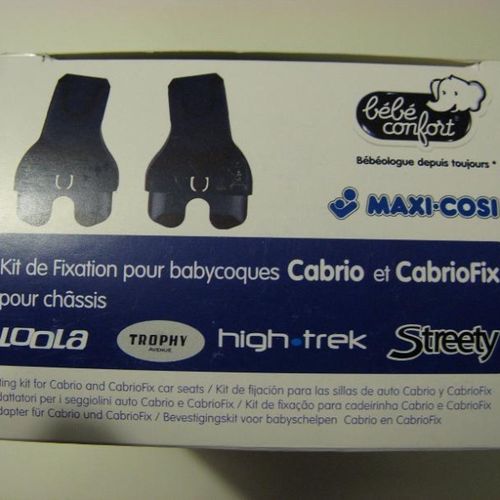 bébé
confort
Bébéologue depuis toujours *
MAXI-COSI
Kit de Fixation pour babycoques Cabrio et CabrioFix
pour châssis
LOOLA TROPHY AVENUE high·trek Streety
ting kit for Cabrio and CabrioFix car seats / Kit de fijación para las sillas de auto Cabrio y CabrioFix
dattatori per i seggiolini auto Cabrio e CabrioFix / Kit de fixação para cadeirinha Cabrio e CabrioFix
dapter für Cabrio und CabrioFix / Bevestigingskit voor babyschelpen Cabrio en CabrioFix